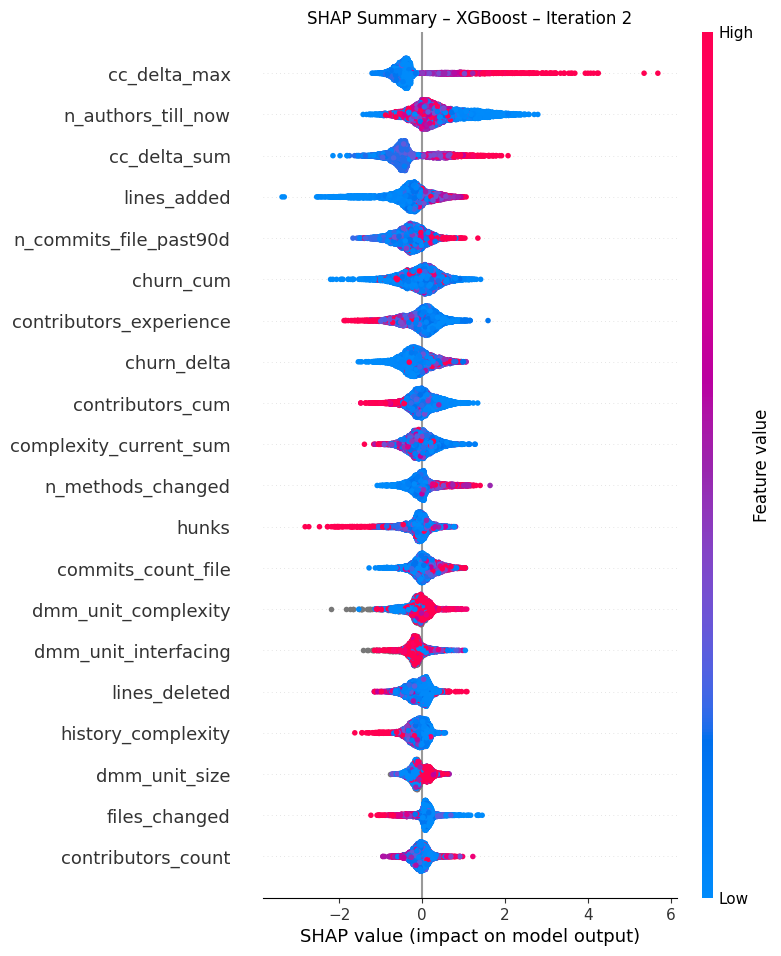 SHAP Summary – XGBoost – Iteration 2
High
cc_delta_max
n_authors_till_now
cc_delta_sum
lines_added
n_commits_file_past90d
churn_cum
contributors_experience
churn_delta
contributors_cum
complexity_current_sum
n_methods_changed
hunks
commits_count_file
dmm_unit_complexity
dmm_unit_interfacing
lines_deleted
history_complexity
dmm_unit_size
files_changed
contributors_count
Feature value
Low
−2 0 2 4 6
SHAP value (impact on model output)